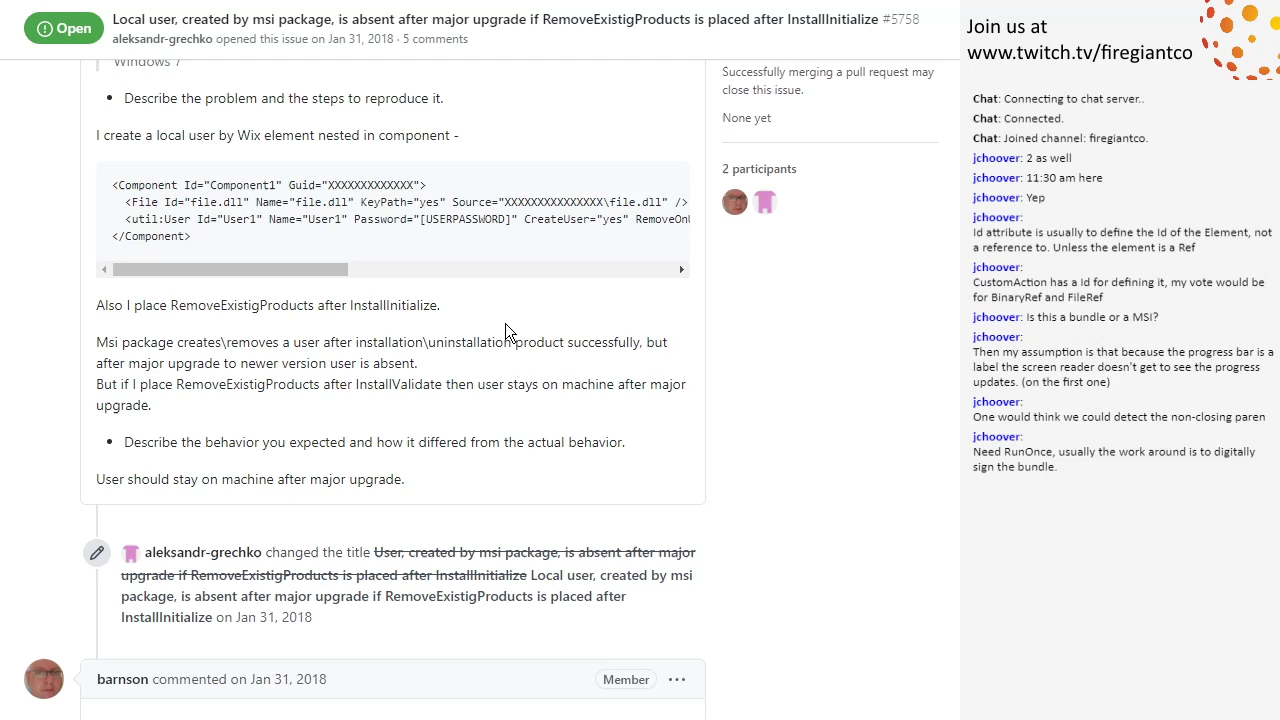 Open
Local user, created by msi package, is absent after major upgrade if RemoveExistigProducts is placed after InstallInitialize #5758
aleksandr-grechko opened this issue on Jan 31, 2018 · 5 comments
Windows 7
• Describe the problem and the steps to reproduce it.
I create a local user by Wix element nested in component -
<Component Id="Component1" Guid="XXXXXXXXXXXXX">
<File Id="file.dll" Name="file.dll" KeyPath="yes" Source="XXXXXXXXXXXXXXX\file.dll" />
<util:User Id="User1" Name="User1" Password="[USERPASSWORD]" CreateUser="yes" RemoveOnU
</Component>
Also I place RemoveExistigProducts after InstallInitialize.
Msi package creates\removes user after installation\uninstallation product successfully, but
after major upgrade to newer version user is absent.
But if I place RemoveExistigProducts after InstallValidate then user stays on machine after major
upgrade.
• Describe the behavior you expected and how it differed from the actual behavior.
User should stay on machine after major upgrade.
aleksandr-grechko changed the title User, created by msi package, is absent after major
upgrade if RemoveExistigProducts is placed after InstallInitialize Local user, created by msi
package, is absent after major upgrade if RemoveExistigProducts is placed after
InstallInitialize on Jan 31, 2018
barnson commented on Jan 31, 2018
Member
Successfully merging a pull request may
close this issue.
None yet
2 participants
Join us at
www.twitch.tv/firegiantco
Chat: Connecting to chat server..
Chat: Connected.
Chat: Joined channel: firegiantco.
jchoover: 2 as well
jchoover: 11:30 am here
jchoover: Yep
jchoover:
Id attribute is usually to define the Id of the Element, not
a reference to. Unless the element is a Ref
jchoover:
CustomAction has a Id for defining it, my vote would be
for BinaryRef and FileRef
jchoover: Is this a bundle or a MSI?
jchoover:
Then my assumption is that because the progress bar is a
label the screen reader doesn't get to see the progress
updates. (on the first one)
jchoover:
One would think we could detect the non-closing paren
jchoover:
Need RunOnce, usually the work around is to digitally
sign the bundle.